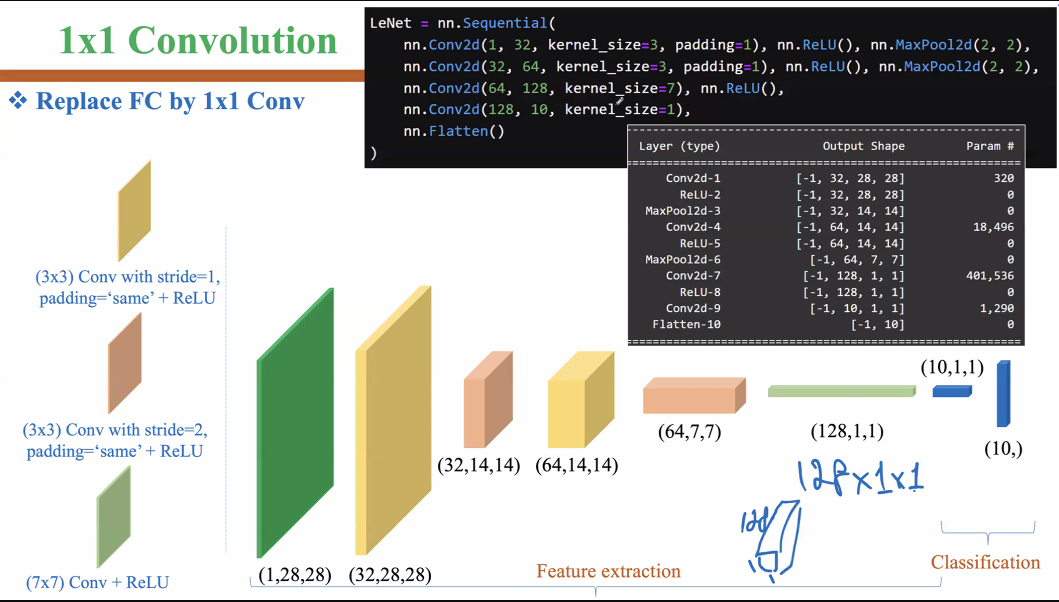 1x1 Convolution
❖ Replace FC by 1x1 Conv
LeNet = nn.Sequential(
nn.Conv2d(1, 32, kernel_size=3, padding=1), nn.ReLU(), nn.MaxPool2d(2, 2),
nn.Conv2d(32, 64, kernel_size=3, padding=1), nn.ReLU(), nn.MaxPool2d(2, 2),
nn.Conv2d(64, 128, kernel_size=7), nn.ReLU(),
nn.Conv2d(128, 10, kernel_size=1),
nn.Flatten()
)
Layer (type) Output Shape Param #
Conv2d-1 [-1, 32, 28, 28] 320
ReLU-2 [-1, 32, 28, 28] 0
MaxPool2d-3 [-1, 32, 14, 14] 0
Conv2d-4 [-1, 64, 14, 14] 18,496
ReLU-5 [-1, 64, 14, 14] 0
MaxPool2d-6 [-1, 64, 7, 7] 0
Conv2d-7 [-1, 128, 1, 1] 401,536
ReLU-8 [-1, 128, 1, 1] 0
Conv2d-9 [-1, 10, 1, 1] 1,290
Flatten-10 [-1, 10] 0
(3x3) Conv with stride=1,
padding=‘same’ + ReLU
(3x3) Conv with stride=2,
padding=‘same’ + ReLU
(7x7) Conv + ReLU
(1,28,28)
(32,28,28)
(32,14,14)
(64,14,14)
(64,7,7)
(128,1,1)
(10,1,1)
(10,)
128x1x1
128
Feature extraction
Classification